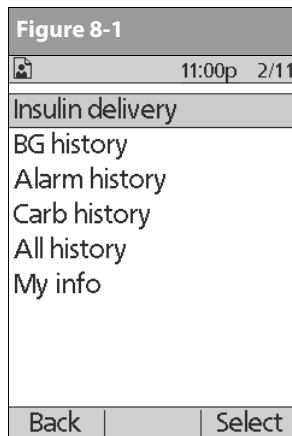 Figure 8-1
11:00p 2/11
Insulin delivery
BG history
Alarm history
Carb history
All history
My info
Back Select